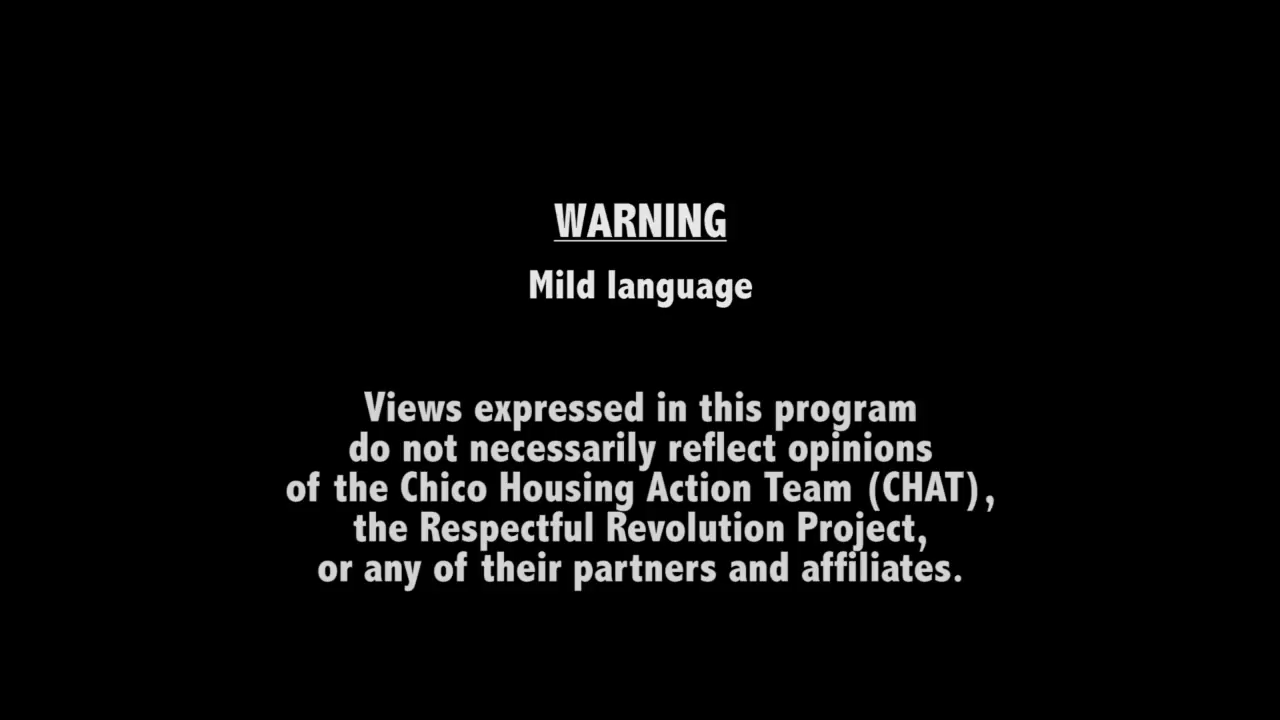 WARNING
Mild language
Views expressed in this program
do not necessarily reflect opinions
of the Chico Housing Action Team (CHAT),
the Respectful Revolution Project,
or any of their partners and affiliates.